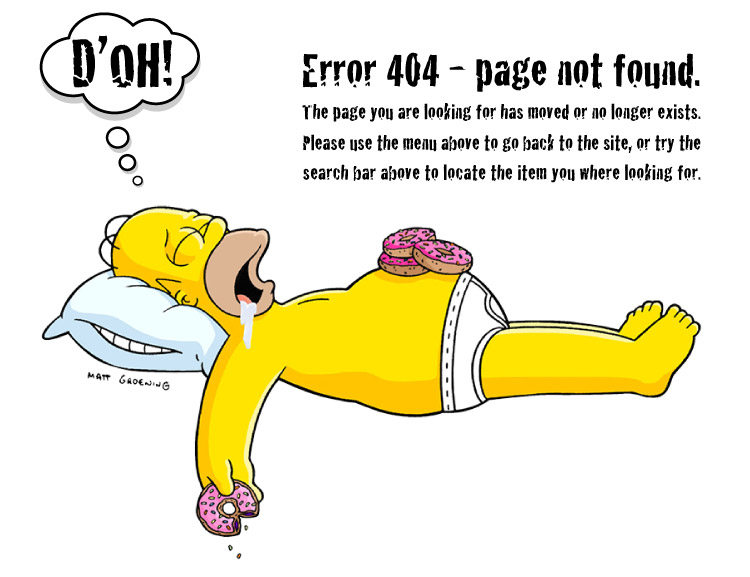 D'OH!
Error 404 – page not found.
The page you are looking for has moved or no longer exists.
Please use the menu above to go back to the site, or try the
search bar above to locate the item you where looking for.
MATT GROENING